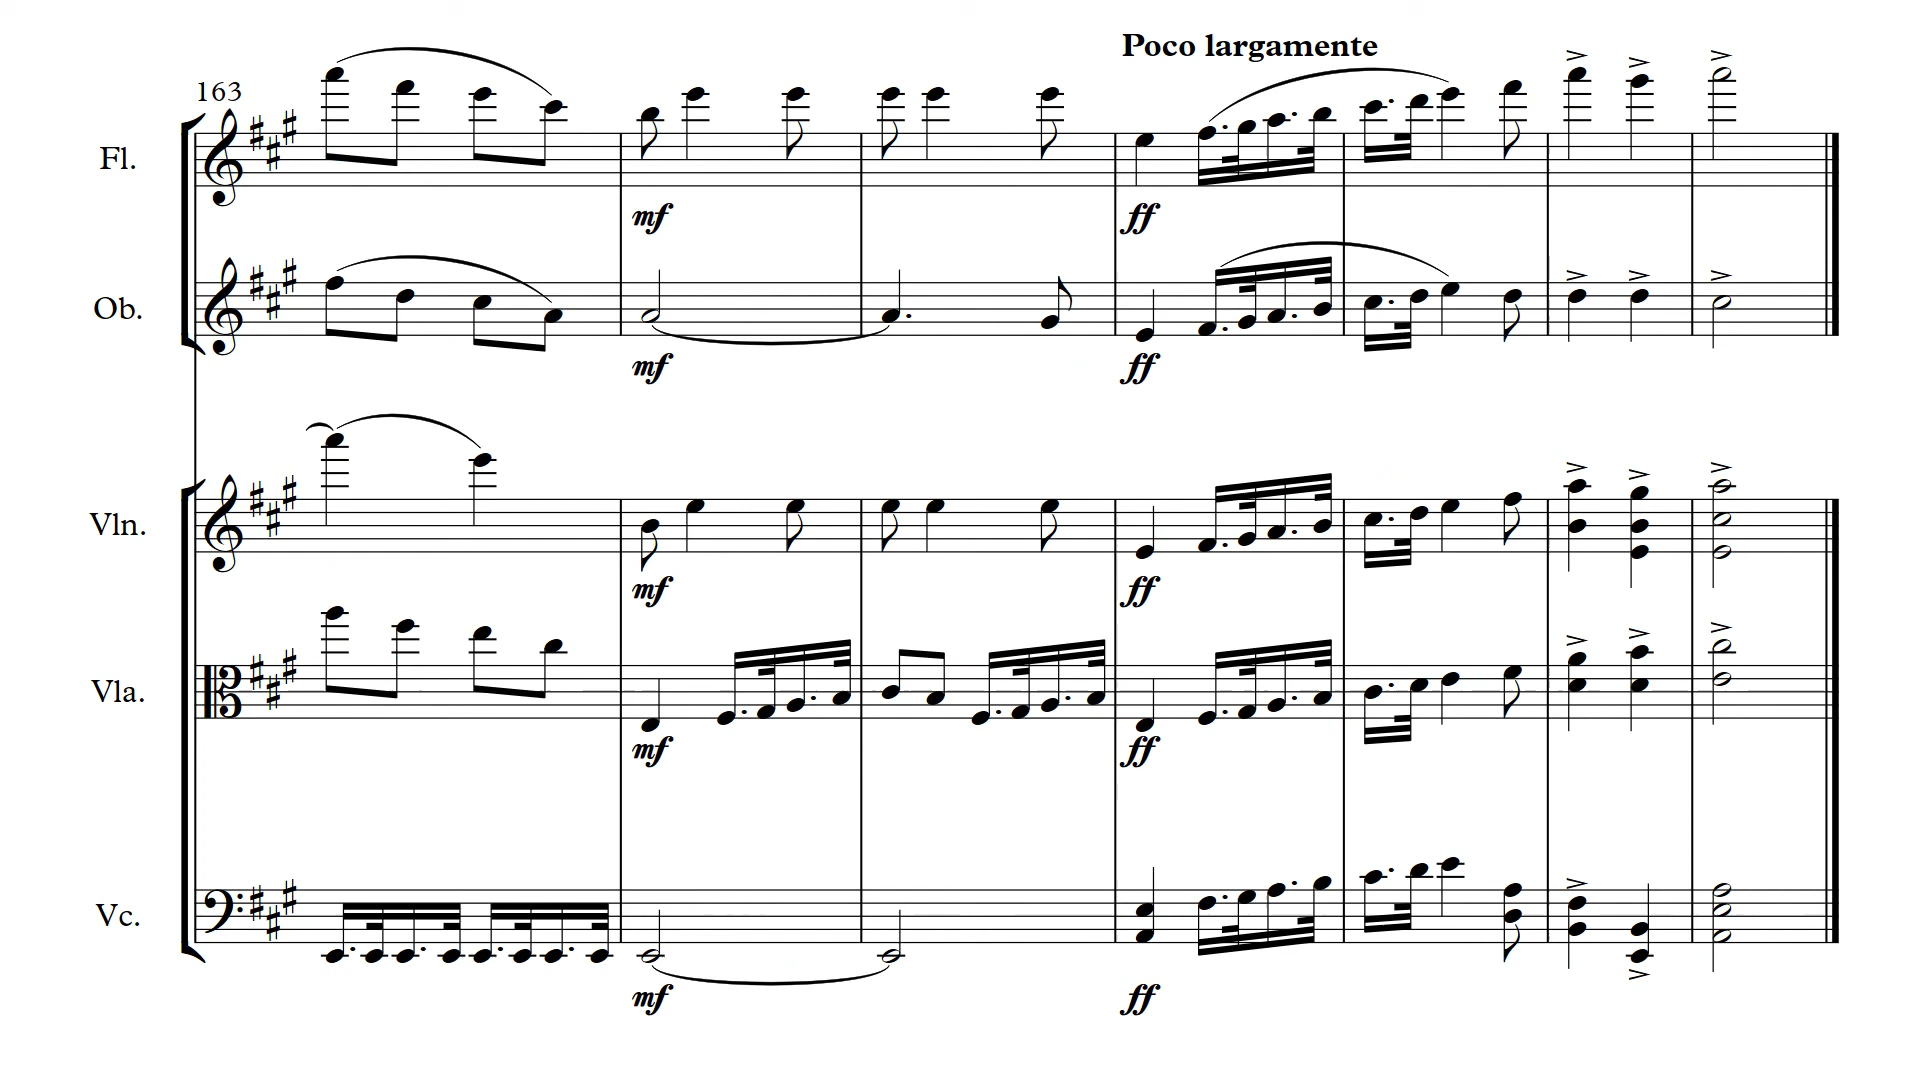 Poco largamente
163
Fl.
mf
ff
Ob.
mf
ff
Vln.
mf
ff
Vla.
mf
ff
Vc.
mf
ff